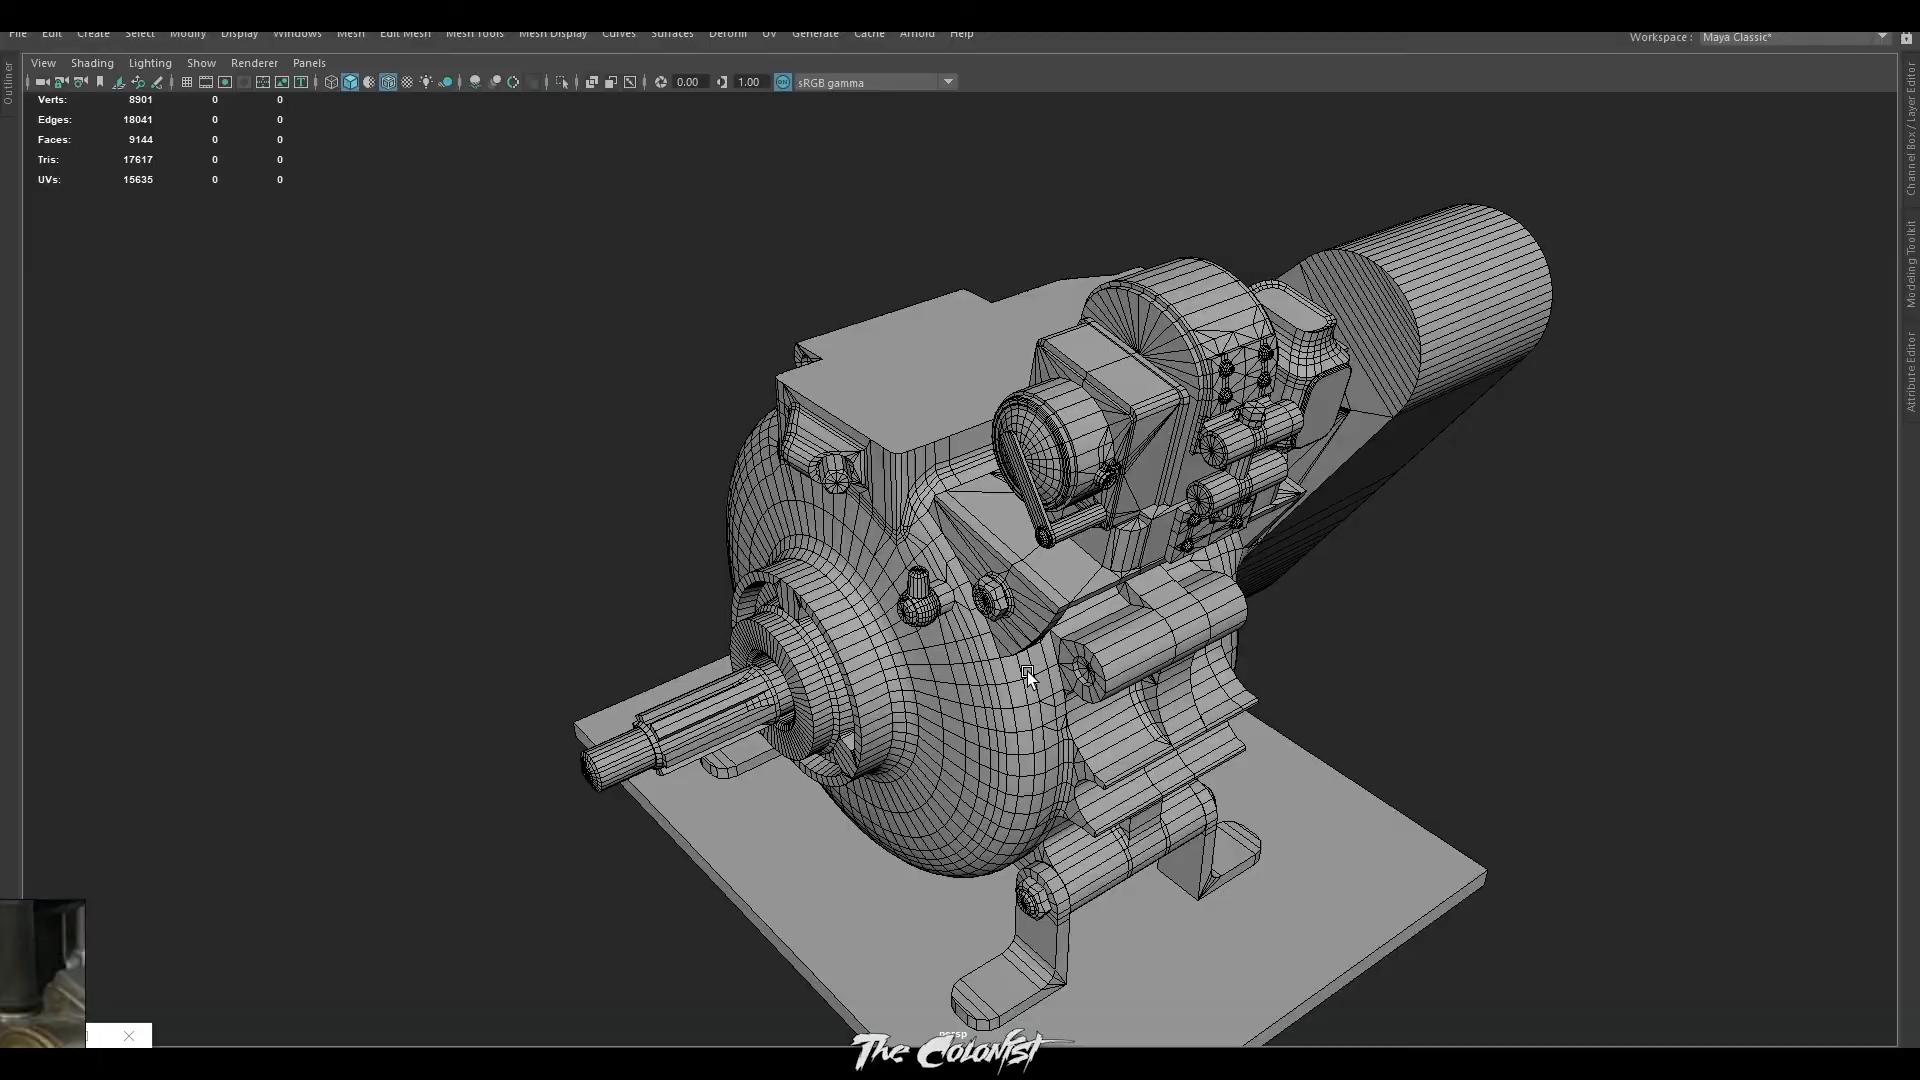 File Edit Create Select Modify Display Windows Mesh Edit Mesh Mesh Tools Mesh Display Curves Surfaces Deform UV Generate Cache Arnold Help
Workspace : Maya Classic*
View Shading Lighting Show Renderer Panels
0.00 1.00 ON sRGB gamma
Verts: 8901 0 0
Edges: 18041 0 0
Faces: 9144 0 0
Tris: 17617 0 0
UVs: 15635 0 0
Outliner
Channel Box / Layer Editor
Modeling Toolkit
Attribute Editor
persp
The Colonist